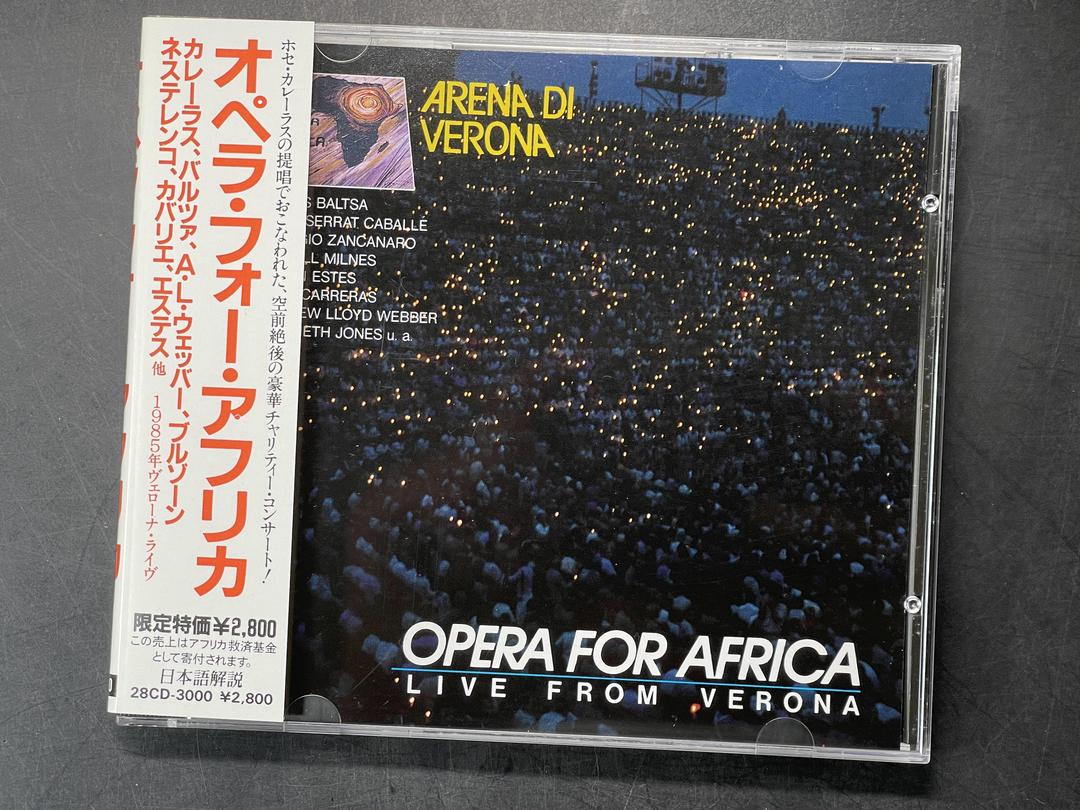 ホセ・カレーラスの提唱でおこなわれた、空前絶後の豪華チャリティー・コンサート!
オペラ・フォー・アフリカ
カレーラス、バルツァ、A・L・ウェッバー、ブルゾーン
ネステレンコ、カバリエ、エステス 他 1985年ヴェローナ・ライヴ
限定特価¥2,800
この売上はアフリカ救済基金
として寄付されます。
日本語解説
28CD-3000 ¥2,800
ARENA DI
VERONA
S BALTSA
SERRAT CABALLÉ
GIO ZANCANARO
LL MILNES
ESTES
CARRERAS
EW LLOYD WEBBER
ETH JONES u. a.
OPERA FOR AFRICA
LIVE FROM VERONA